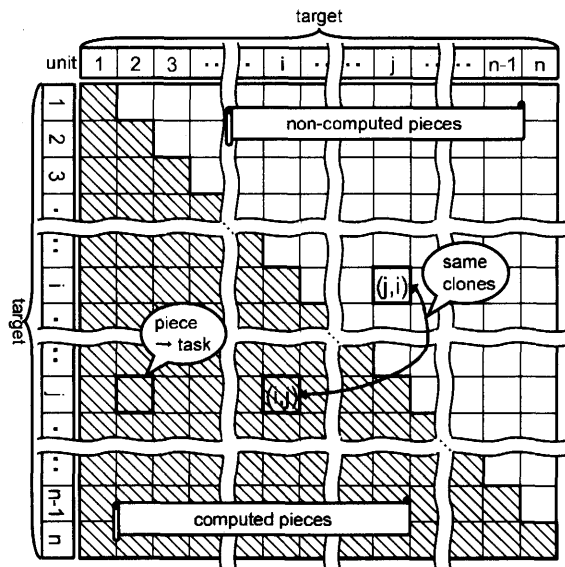 target
unit 1 2 3 ... i ... j ... n-1 n
1
2
3
non-computed pieces
target
i
(j,i)
same
clones
piece
→ task
j
(i,j)
n-1
n
computed pieces